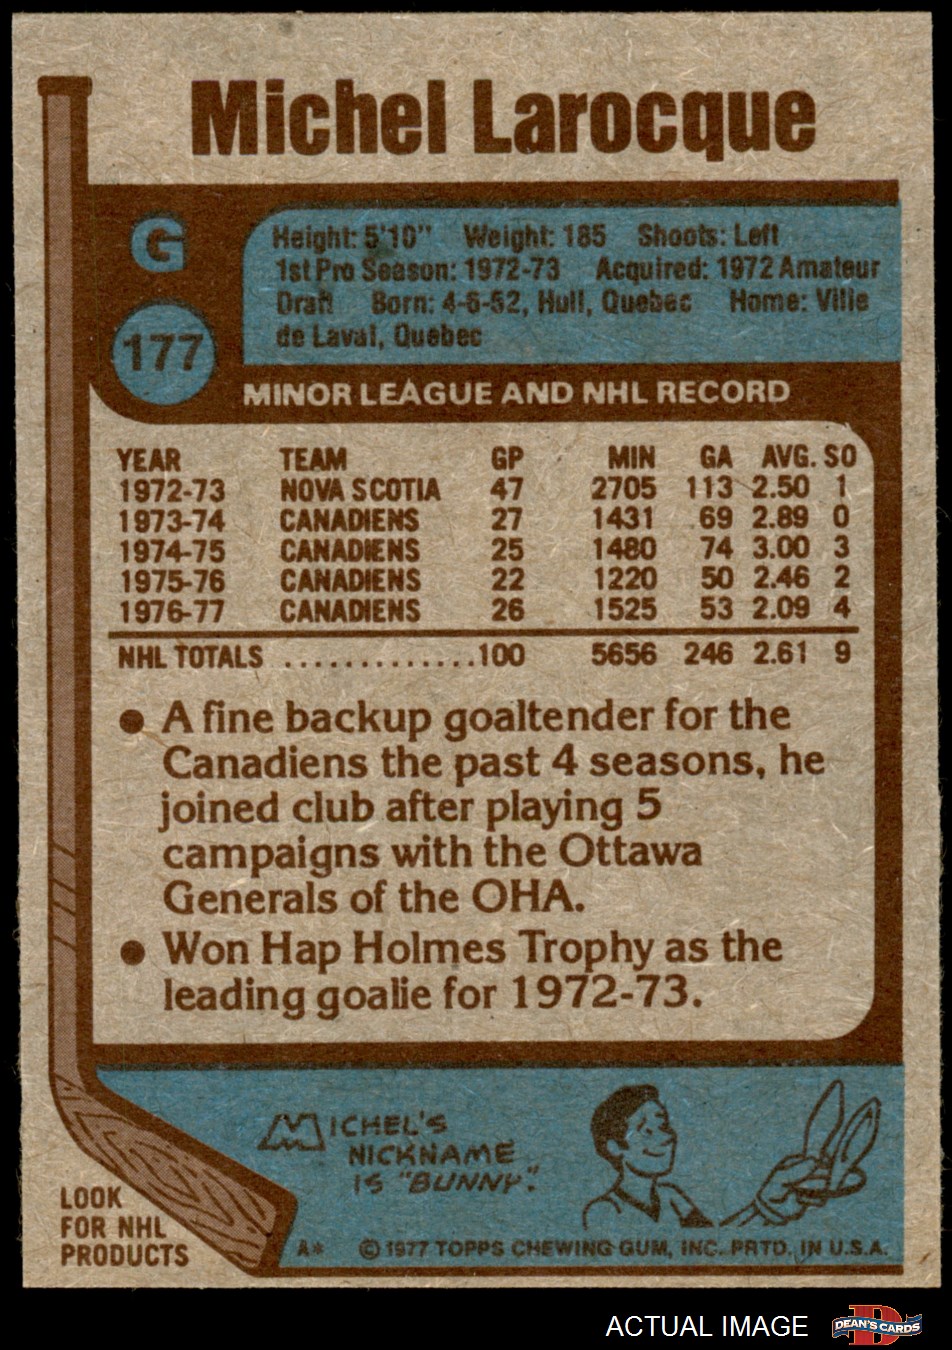 Michel Larocque
G
177
Height: 5'10" Weight: 185 Shoots: Left
1st Pro Season: 1972-73 Acquired: 1972 Amateur
Draft Born: 4-6-52, Hull, Quebec Home: Ville
de Laval, Quebec
MINOR LEAGUE AND NHL RECORD
YEAR TEAM GP MIN GA AVG. SO
1972-73 NOVA SCOTIA 47 2705 113 2.50 1
1973-74 CANADIENS 27 1431 69 2.89 0
1974-75 CANADIENS 25 1480 74 3.00 3
1975-76 CANADIENS 22 1220 50 2.46 2
1976-77 CANADIENS 26 1525 53 2.09 4
NHL TOTALS .............100 5656 246 2.61 9
● A fine backup goaltender for the
Canadiens the past 4 seasons, he
joined club after playing 5
campaigns with the Ottawa
Generals of the OHA.
● Won Hap Holmes Trophy as the
leading goalie for 1972-73.
MICHEL'S
NICKNAME
IS "BUNNY."
LOOK
FOR NHL
PRODUCTS
A* © 1977 TOPPS CHEWING GUM, INC. PRTD. IN U.S.A.
ACTUAL IMAGE
DEAN'S CARDS